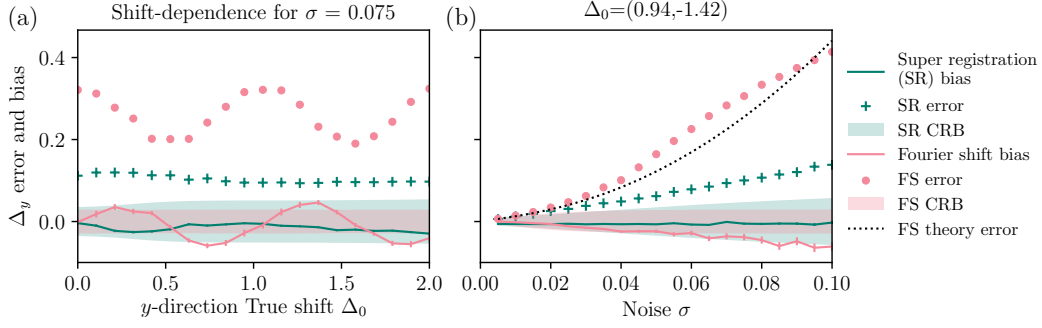 (a)
Shift-dependence for σ = 0.075
Δy error and bias
0.4
0.2
0.0
0.0
0.5
1.0
1.5
2.0
y-direction True shift Δ0
(b)
Δ0=(0.94,-1.42)
0.00
0.02
0.04
0.06
0.08
0.10
Noise σ
Super registration
(SR) bias
SR error
SR CRB
Fourier shift bias
FS error
FS CRB
FS theory error